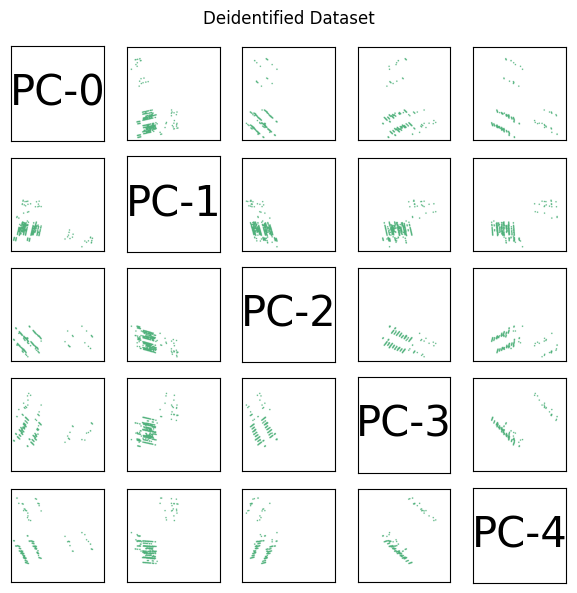 Deidentified Dataset
PC-0
PC-1
PC-2
PC-3
PC-4